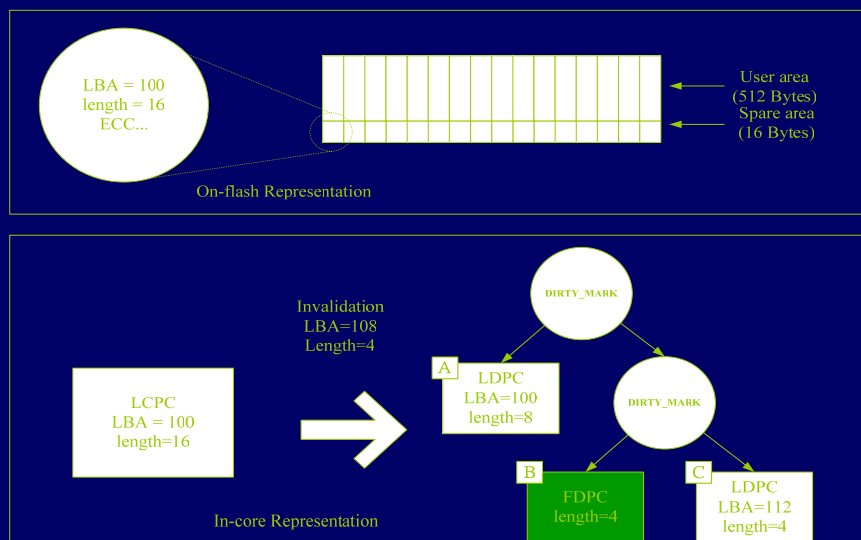 LBA = 100
length = 16
ECC...
User area
(512 Bytes)
Spare area
(16 Bytes)
On-flash Representation
Invalidation
LBA=108
Length=4
LCPC
LBA = 100
length=16
DIRTY_MARK
A
LDPC
LBA=100
length=8
DIRTY_MARK
B
FDPC
length=4
C
LDPC
LBA=112
length=4
In-core Representation